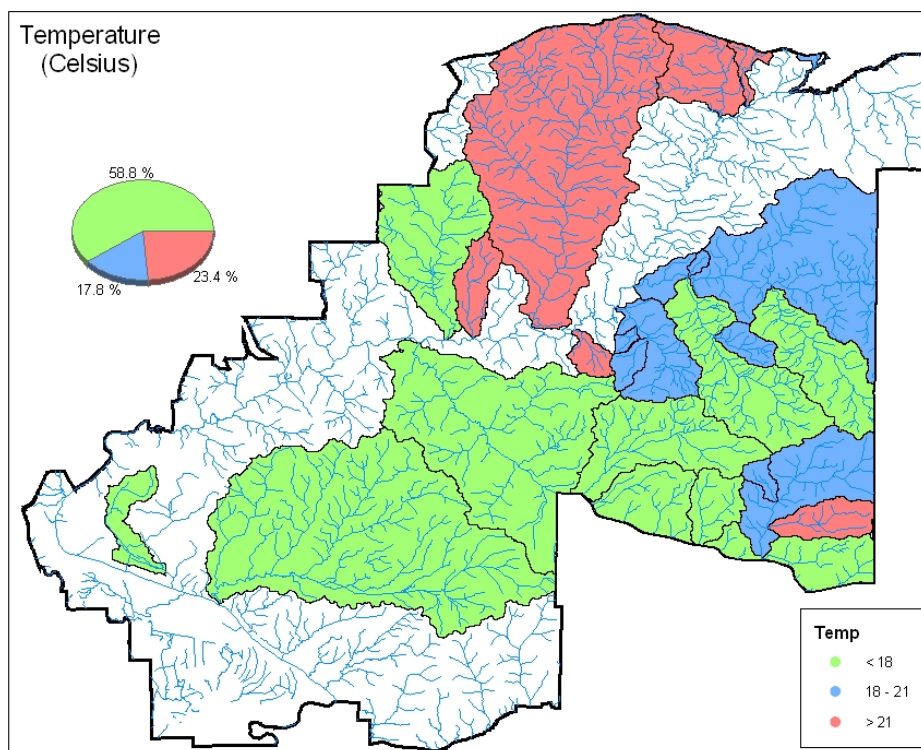 Temperature
(Celsius)
58.8 %
17.8 %
23.4 %
Temp
< 18
18 - 21
> 21